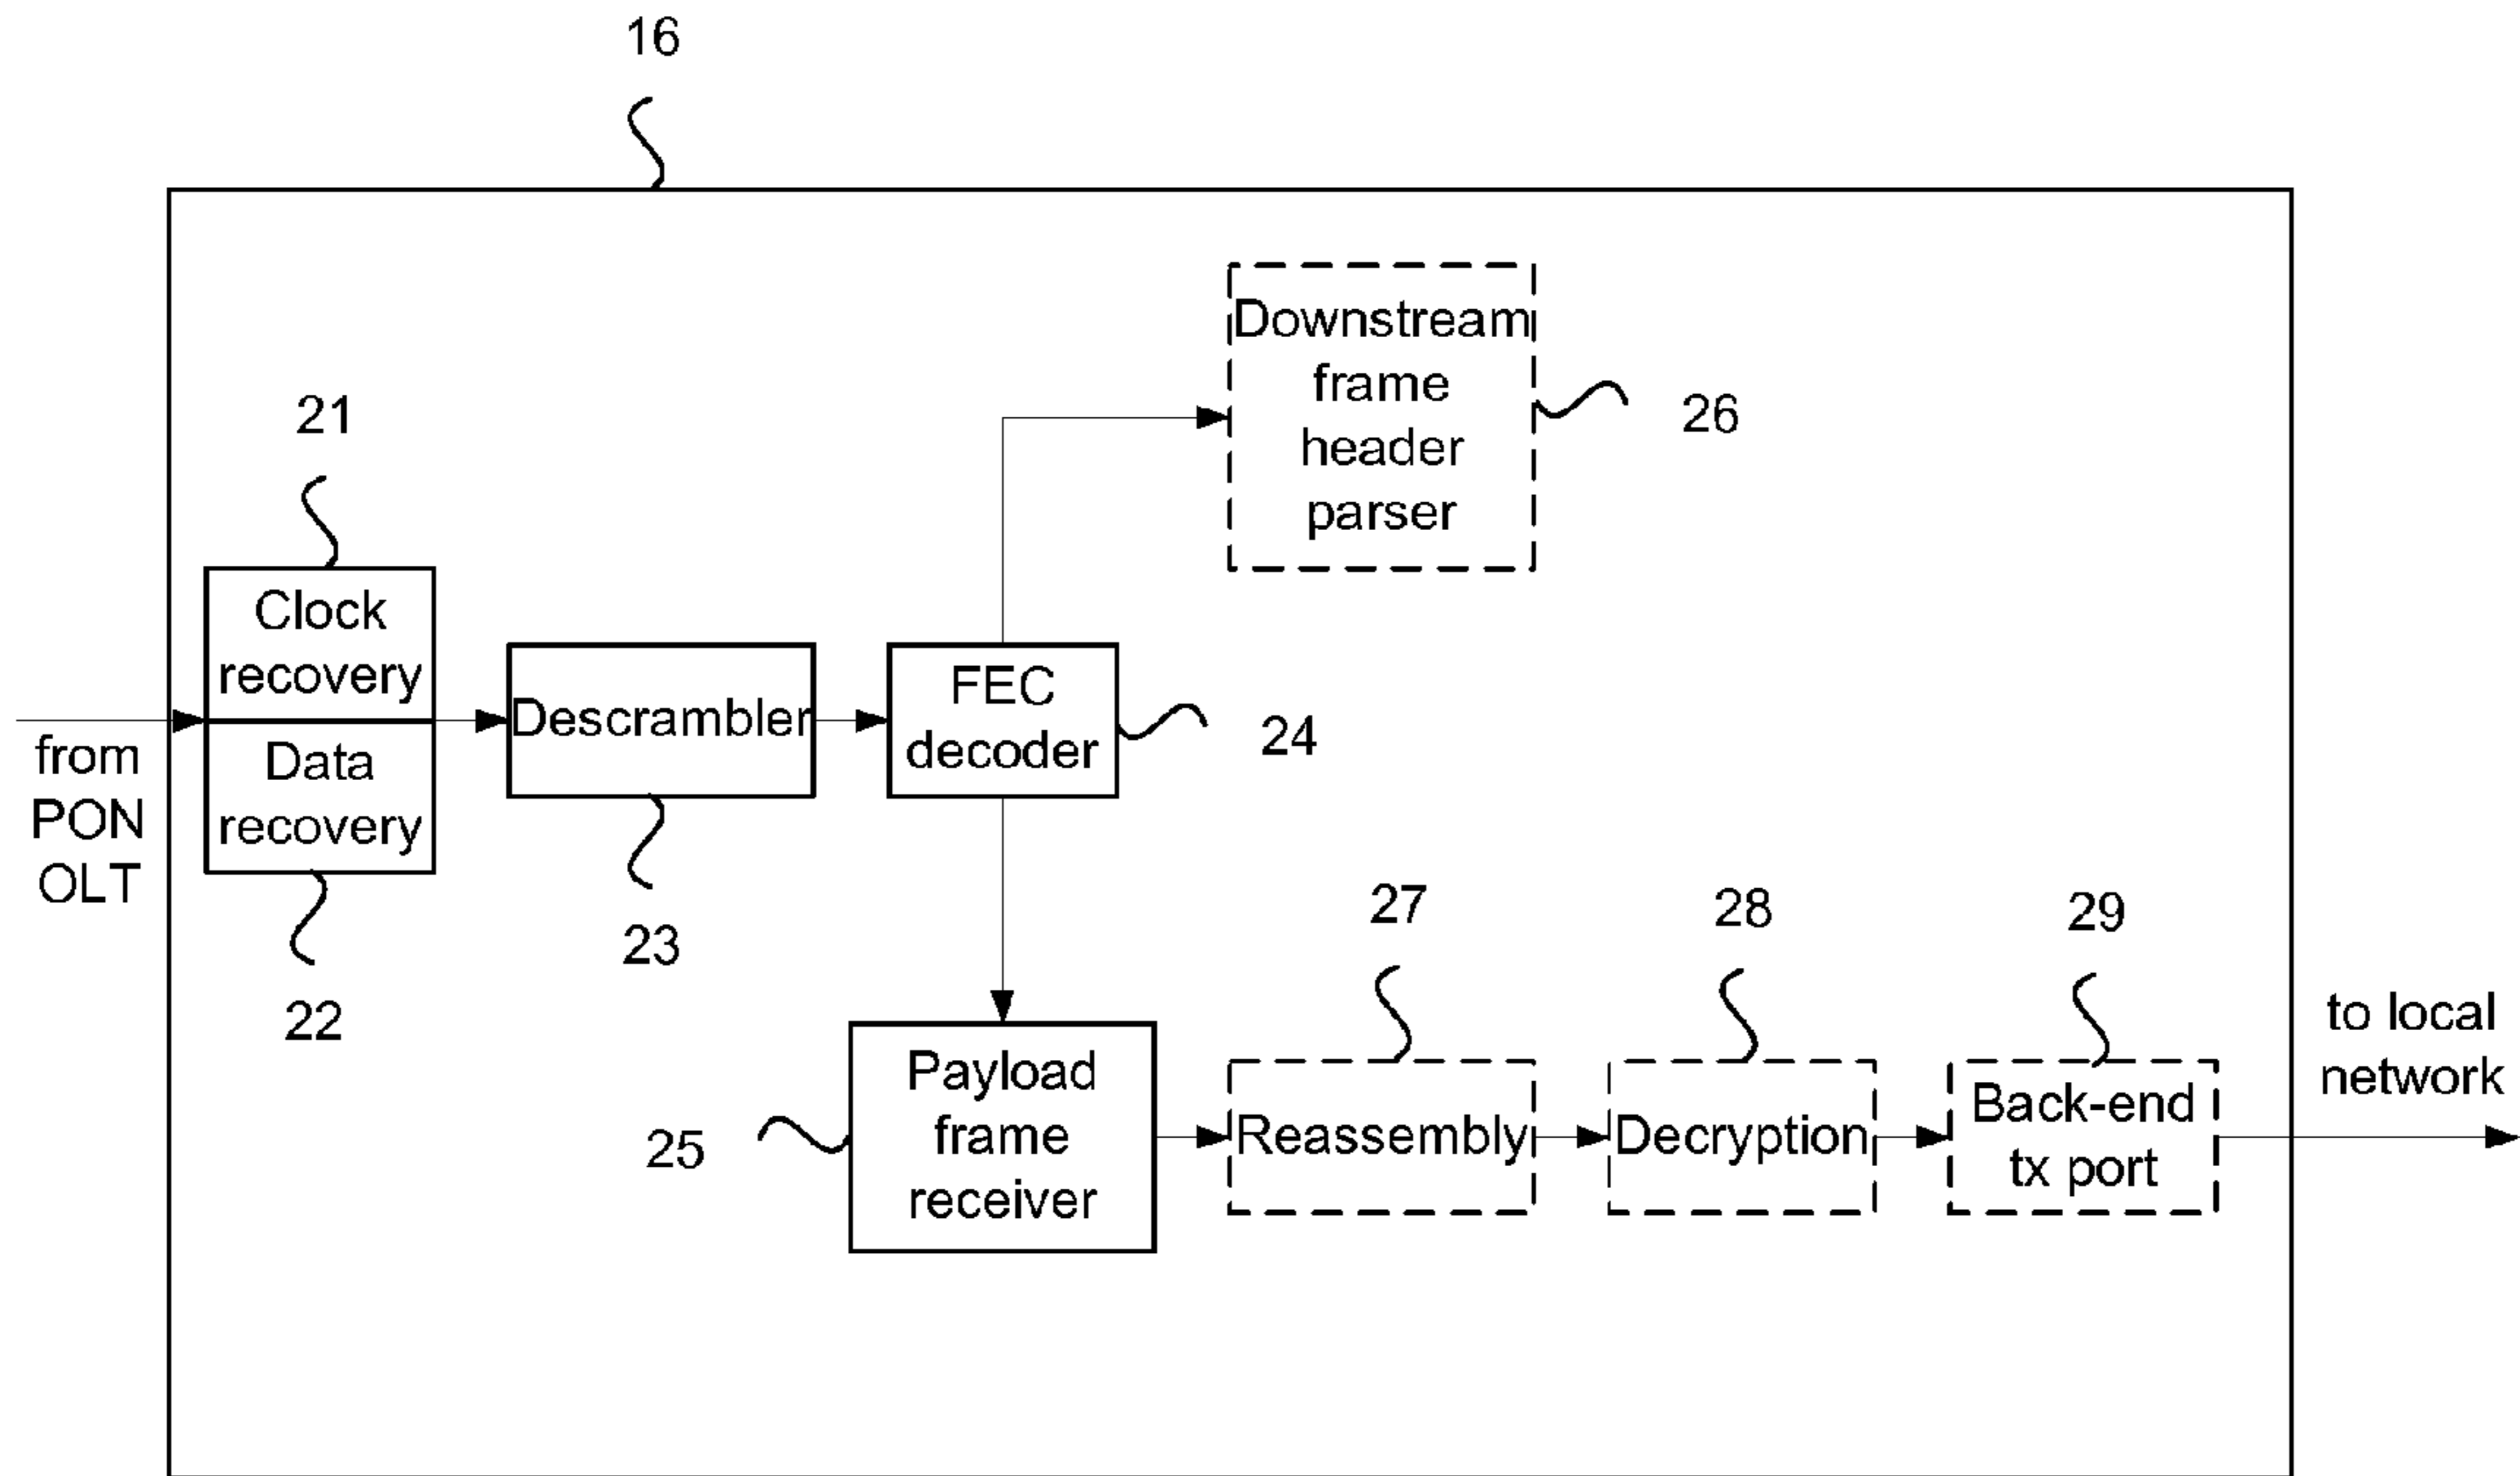 16
Downstream
frame
header
parser
26
21
Clock
recovery
Data
recovery
22
from
PON
OLT
Descrambler
23
FEC
decoder
24
Payload
frame
receiver
25
27
Reassembly
28
Decryption
29
Back-end
tx port
to local
network